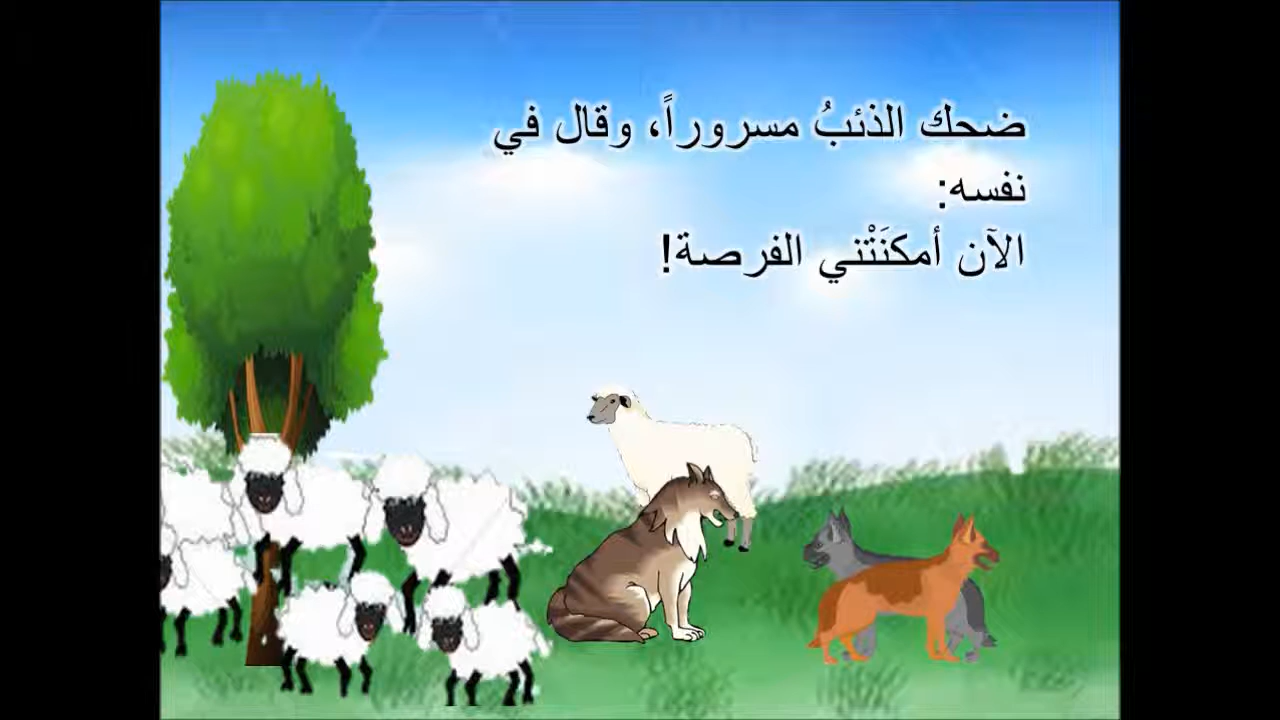 ضحك الذئبُ مسروراً، وقال في
نفسه:
الآن أمكنَتْني الفرصة!